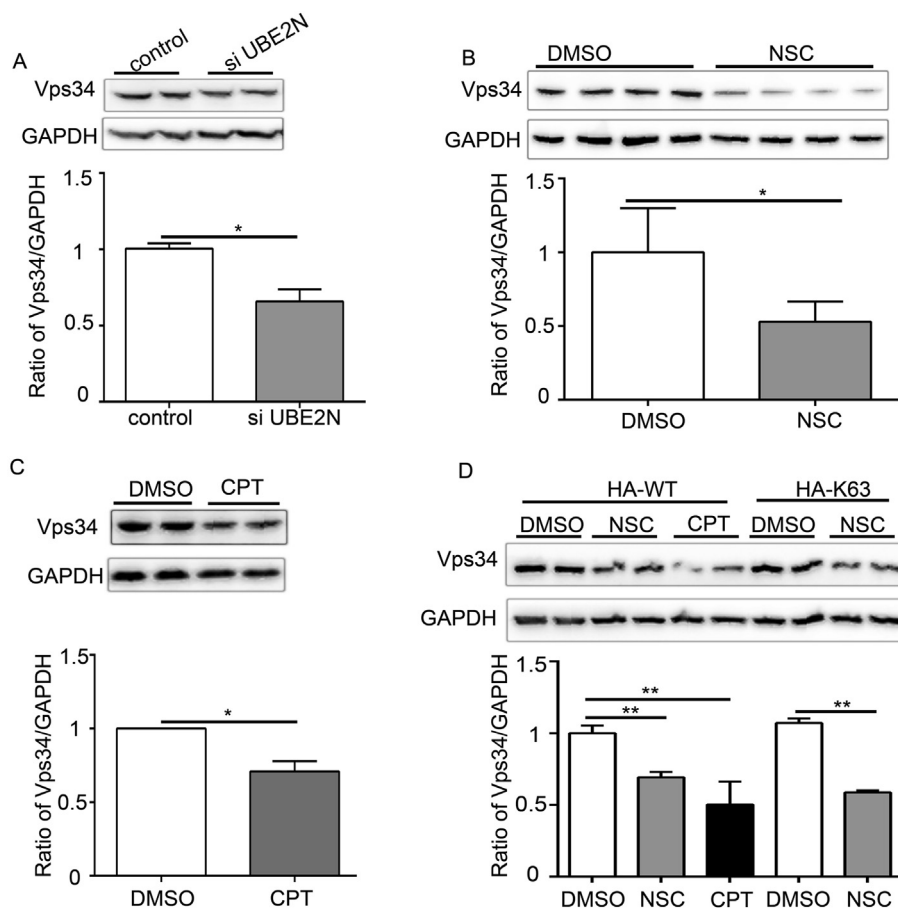 A
control
si UBE2N
Vps34
GAPDH
Ratio of Vps34/GAPDH
1.5
1
0.5
0
*
control
si UBE2N
B
DMSO
NSC
Vps34
GAPDH
Ratio of Vps34/GAPDH
1.5
1
0.5
0
*
DMSO
NSC
C
DMSO
CPT
Vps34
GAPDH
Ratio of Vps34/GAPDH
1.5
1
0.5
0
*
DMSO
CPT
D
HA-WT
HA-K63
DMSO
NSC
CPT
DMSO
NSC
Vps34
GAPDH
Ratio of Vps34/GAPDH
1.5
1
0.5
0
**
**
**
DMSO
NSC
CPT
DMSO
NSC